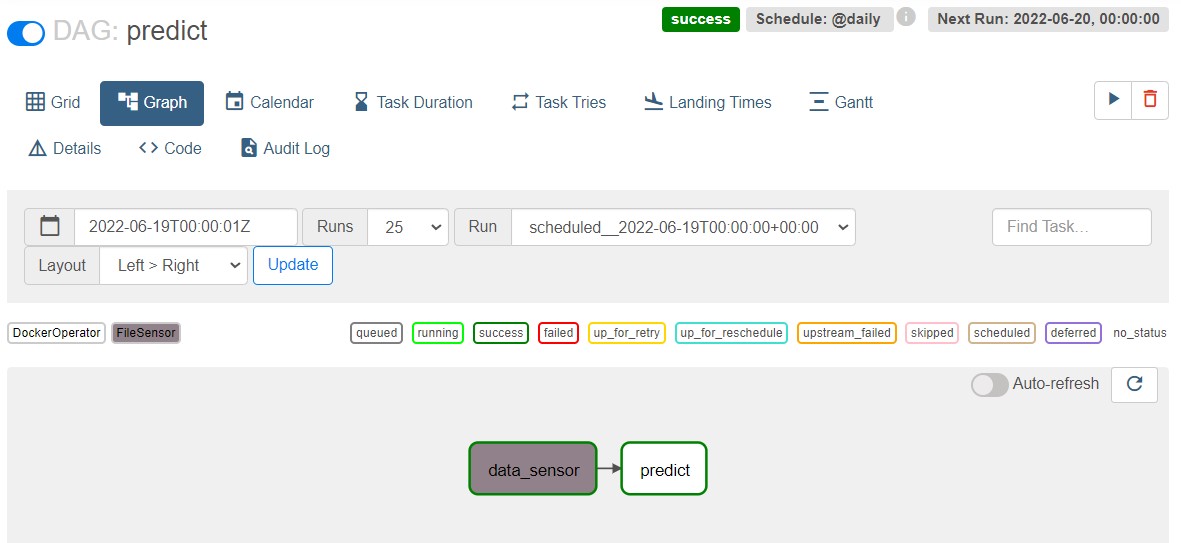 DAG: predict success Schedule: @daily Next Run: 2022-06-20, 00:00:00
Grid Graph Calendar Task Duration Task Tries Landing Times Gantt
Details Code Audit Log
2022-06-19T00:00:01Z Runs 25 Run scheduled__2022-06-19T00:00:00+00:00 Find Task...
Layout Left > Right Update
DockerOperator FileSensor queued running success failed up_for_retry up_for_reschedule upstream_failed skipped scheduled deferred no_status
Auto-refresh
data_sensor predict